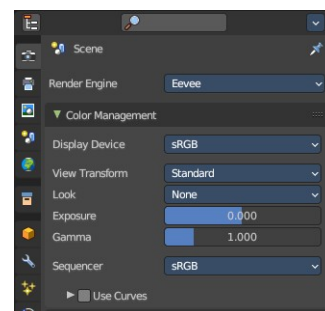 Scene
Render Engine Eevee
Color Management
Display Device sRGB
View Transform Standard
Look None
Exposure 0.000
Gamma 1.000
Sequencer sRGB
Use Curves